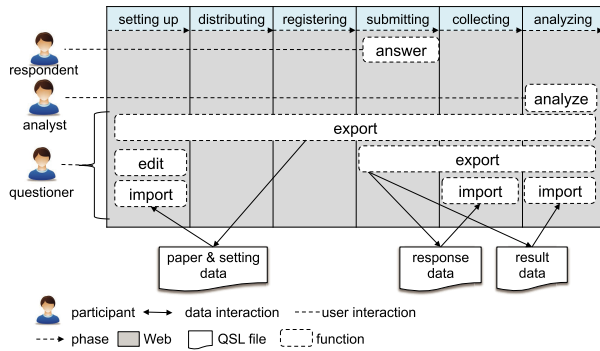 setting up distributing registering submitting collecting analyzing
respondent
answer
analyst
analyze
export
questioner
edit
export
import
import
import
paper & setting
data
response
data
result
data
participant data interaction user interaction
phase Web QSL file function